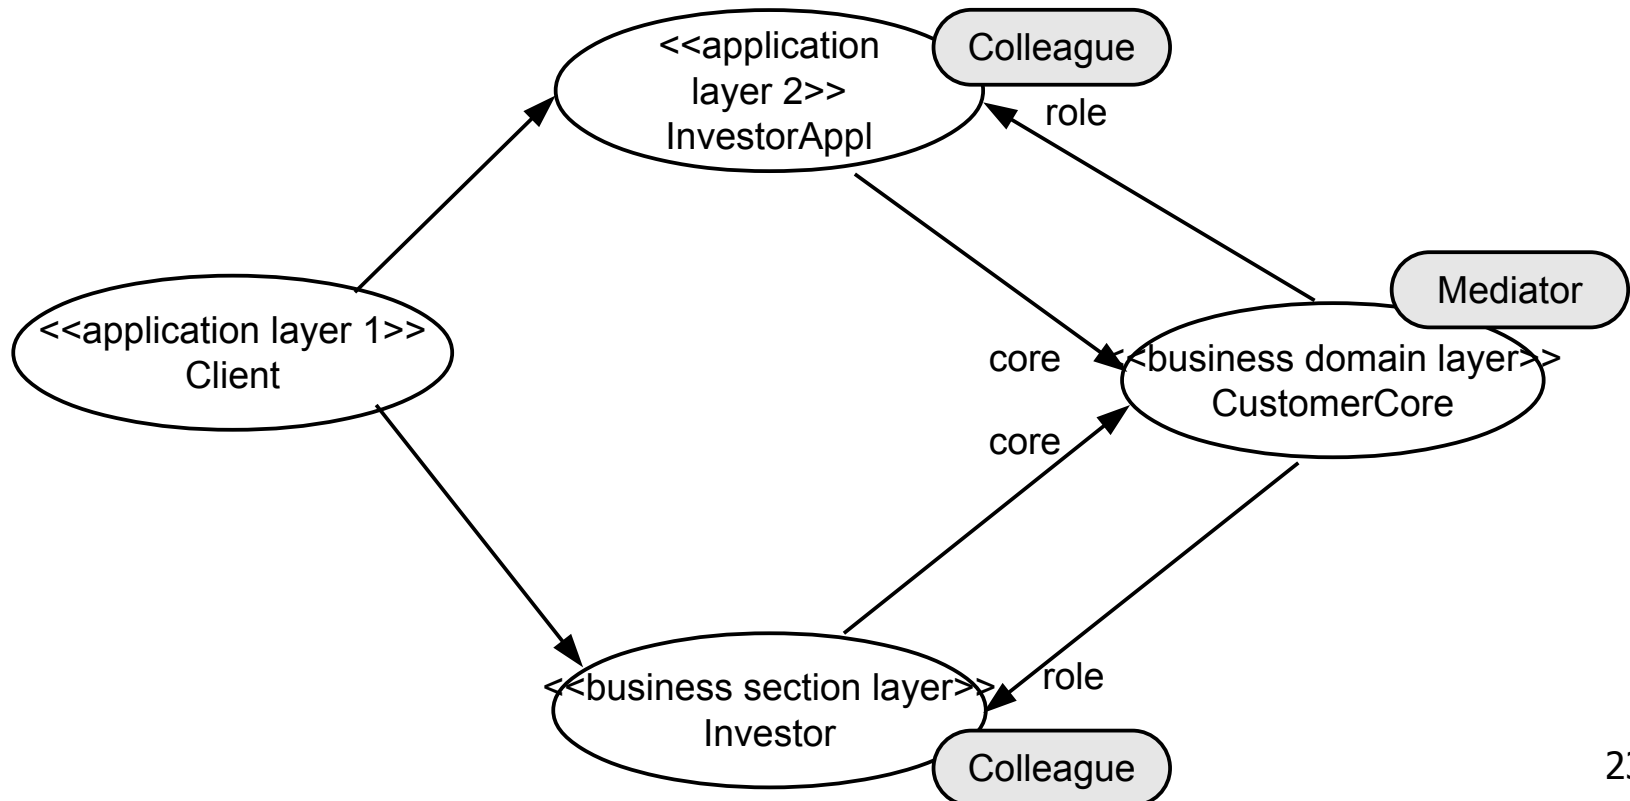 <<application
layer 2>>
InvestorAppl
Colleague
role
Mediator
<<application layer 1>>
Client
core
<<business domain layer>>
CustomerCore
core
role
<<business section layer>>
Investor
Colleague